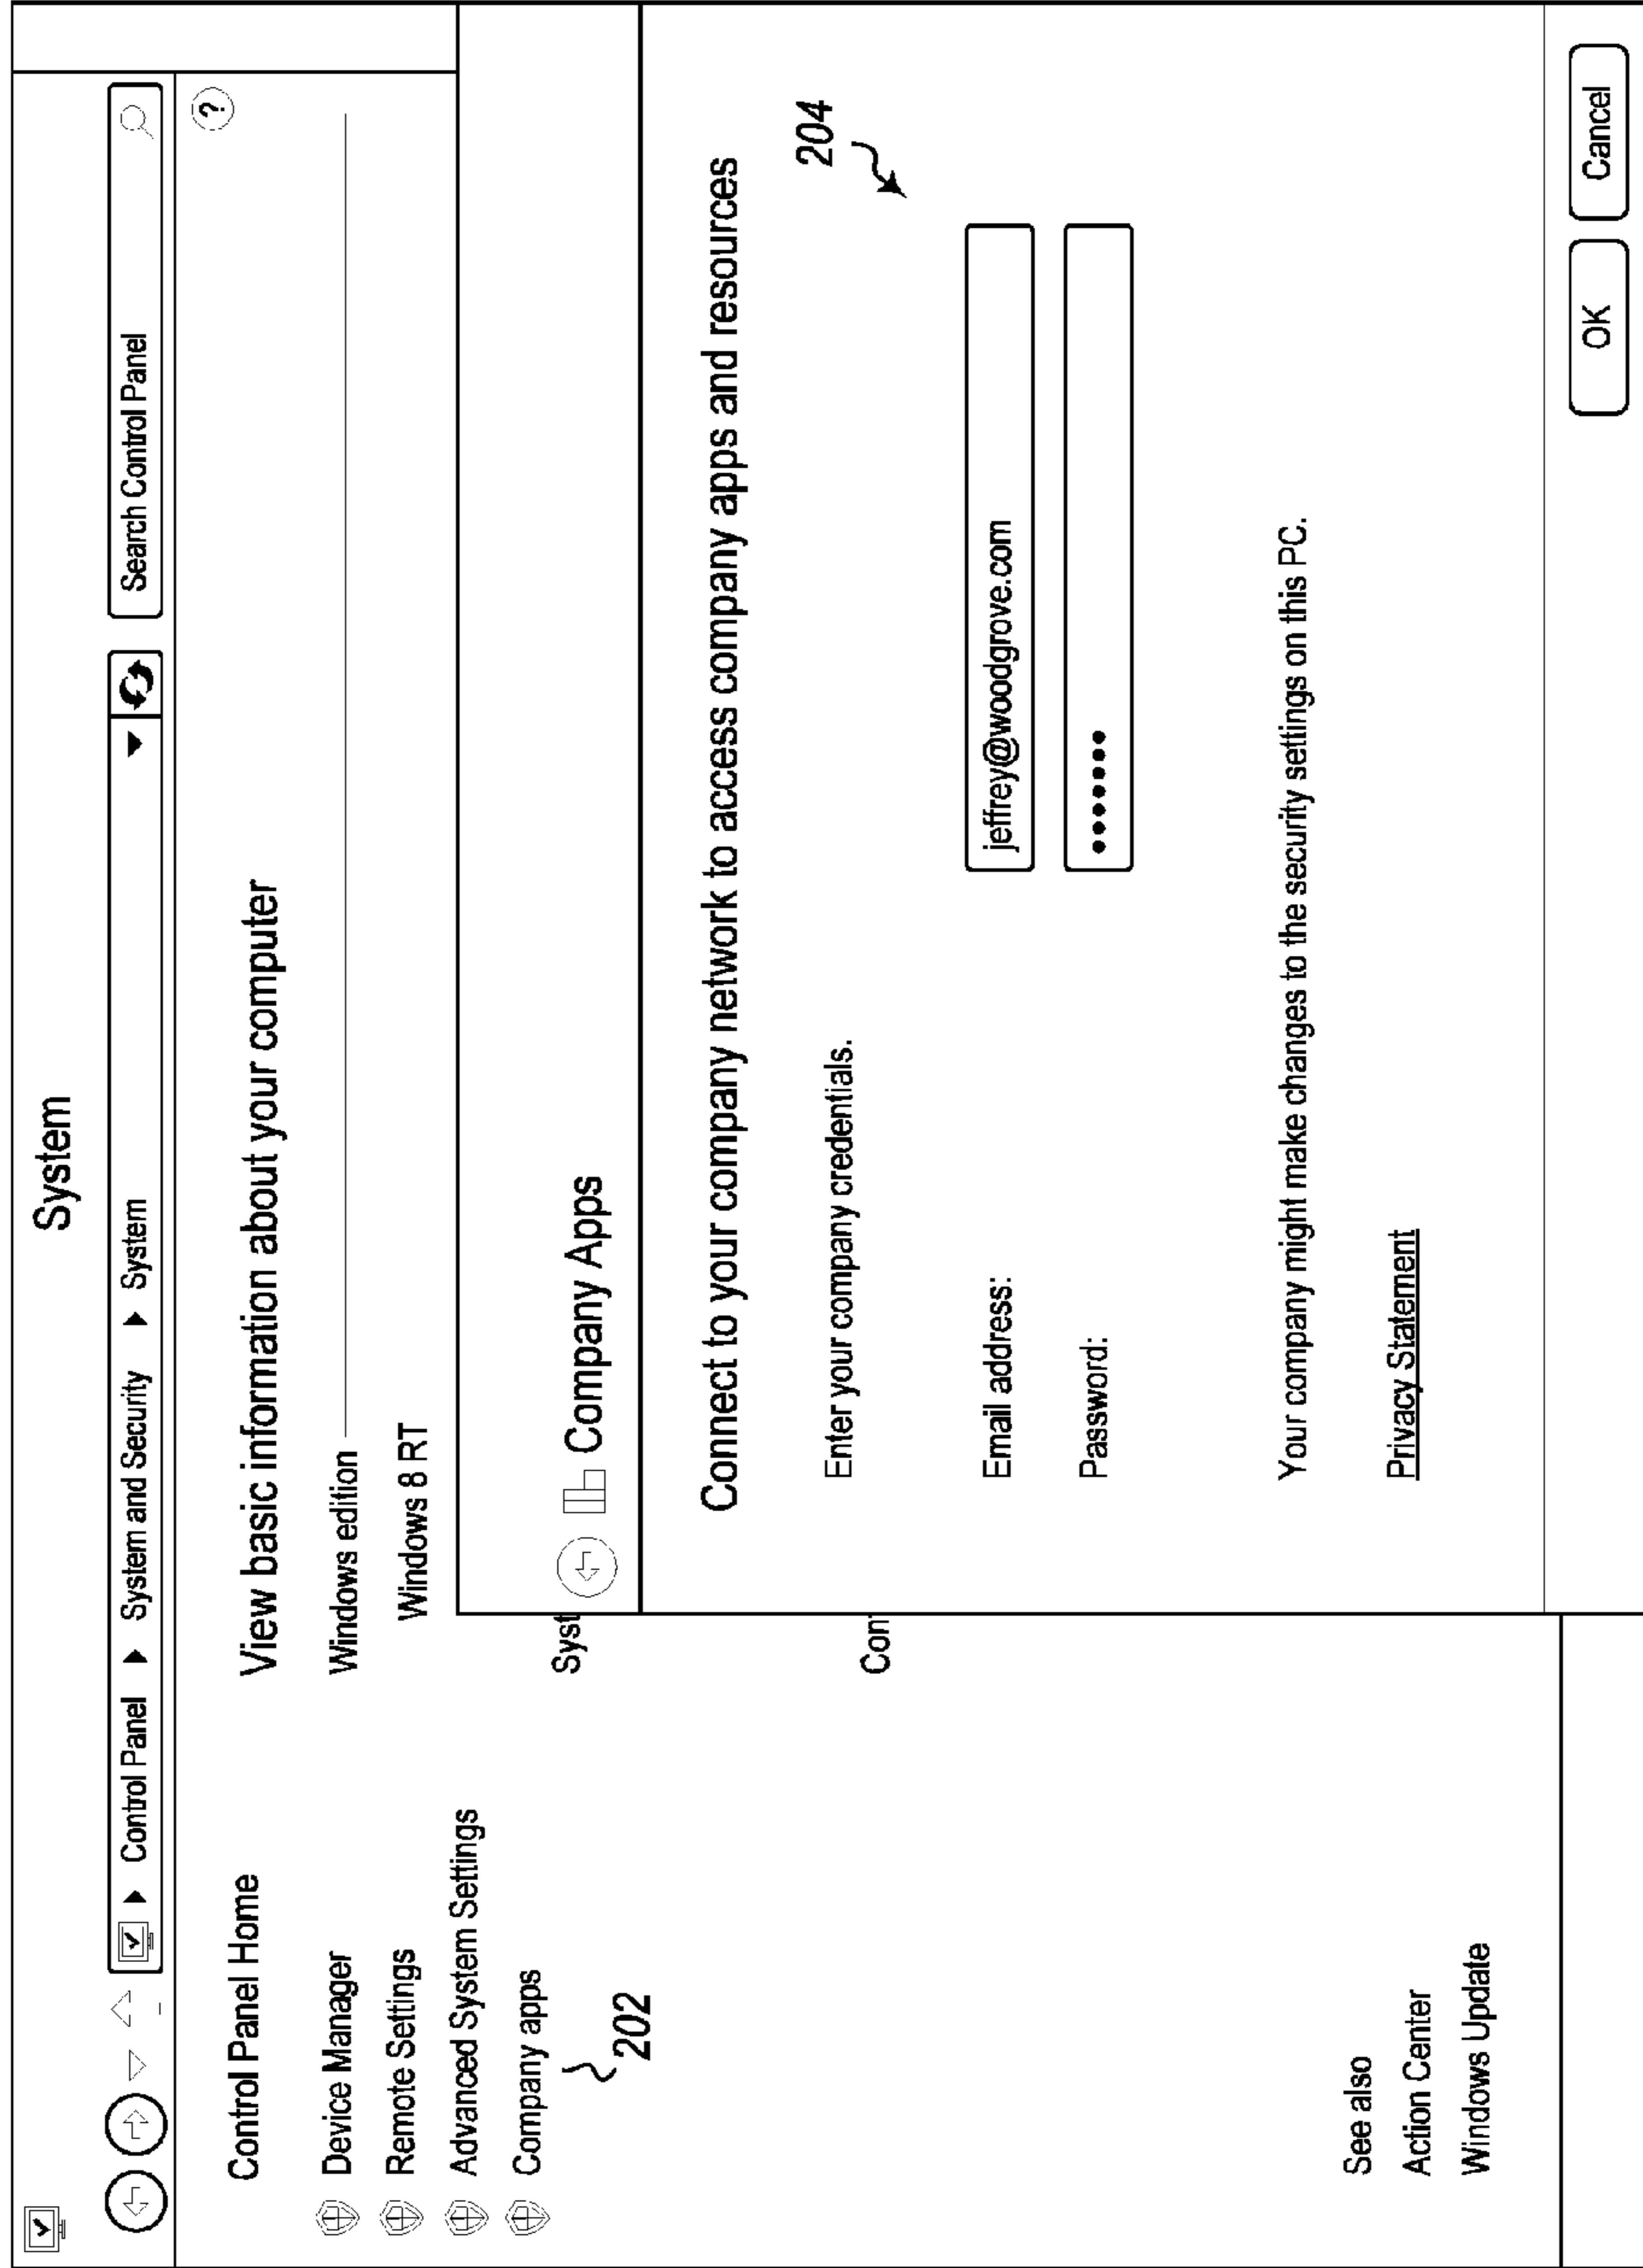 System
Control Panel ▶ System and Security ▶ System
Search Control Panel
?
Control Panel Home
Device Manager
Remote Settings
Advanced System Settings
Company apps
202
See also
Action Center
Windows Update
View basic information about your computer
Windows edition
Windows 8 RT
Syst
Con
Company Apps
Connect to your company network to access company apps and resources
204
Enter your company credentials.
Email address: jeffrey@woodgrove.com
Password: •••••••
Your company might make changes to the security settings on this PC.
Privacy Statement
OK Cancel